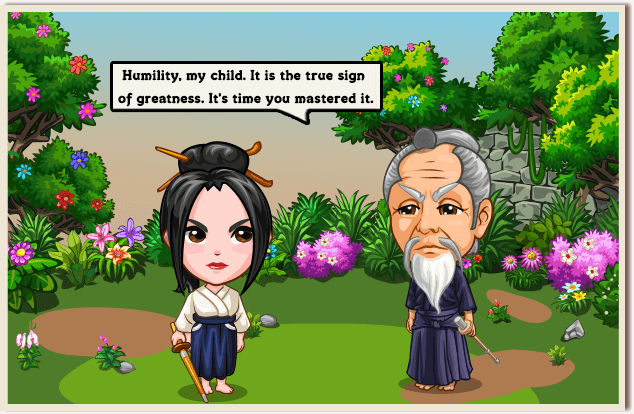 Humility, my child. It is the true sign
of greatness. It's time you mastered it.